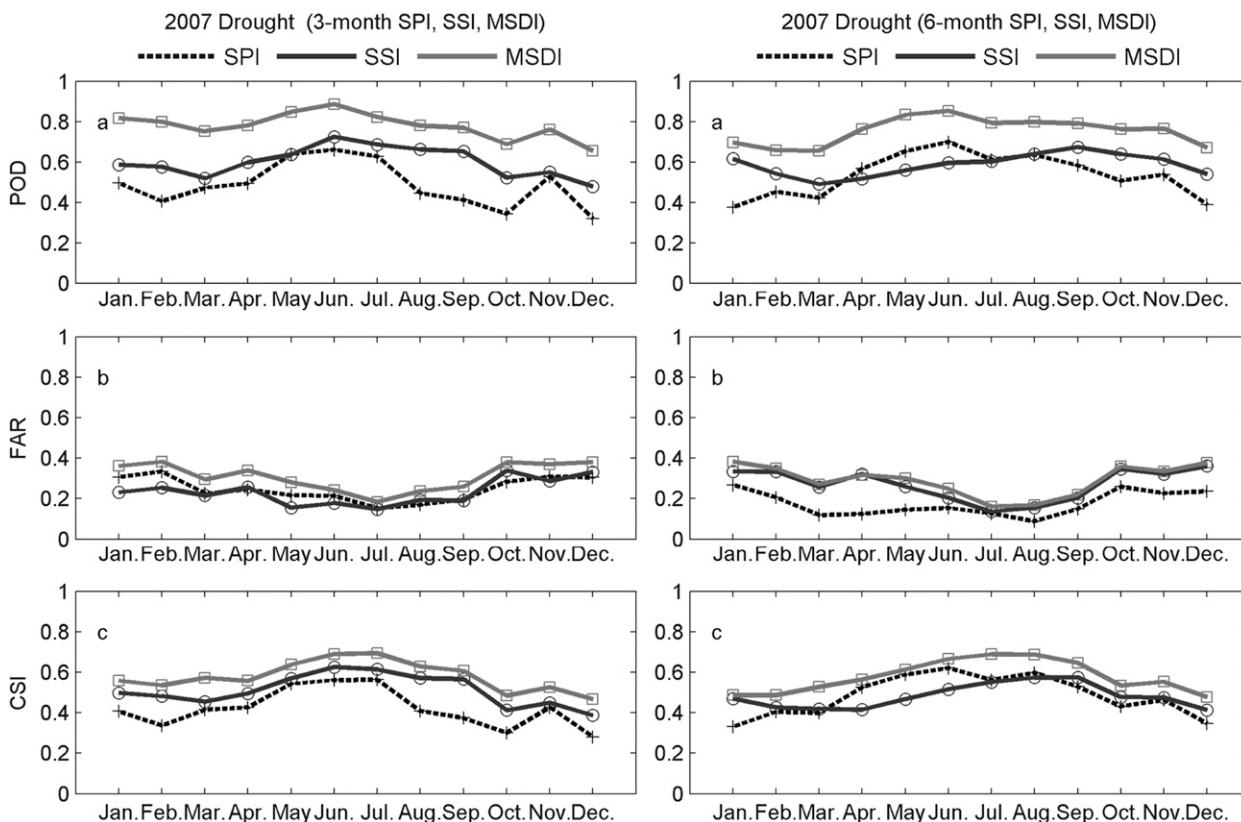 2007 Drought (3-month SPI, SSI, MSDI)
SPI SSI MSDI
1
0.8
0.6
0.4
0.2
0
POD
a
Jan. Feb. Mar. Apr. May Jun. Jul. Aug. Sep. Oct. Nov. Dec.
1
0.8
0.6
0.4
0.2
0
FAR
b
Jan. Feb. Mar. Apr. May Jun. Jul. Aug. Sep. Oct. Nov. Dec.
1
0.8
0.6
0.4
0.2
0
CSI
c
Jan. Feb. Mar. Apr. May Jun. Jul. Aug. Sep. Oct. Nov. Dec.
2007 Drought (6-month SPI, SSI, MSDI)
SPI SSI MSDI
1
0.8
0.6
0.4
0.2
0
a
Jan. Feb. Mar. Apr. May Jun. Jul. Aug. Sep. Oct. Nov. Dec.
1
0.8
0.6
0.4
0.2
0
b
Jan. Feb. Mar. Apr. May Jun. Jul. Aug. Sep. Oct. Nov. Dec.
1
0.8
0.6
0.4
0.2
0
c
Jan. Feb. Mar. Apr. May Jun. Jul. Aug. Sep. Oct. Nov. Dec.